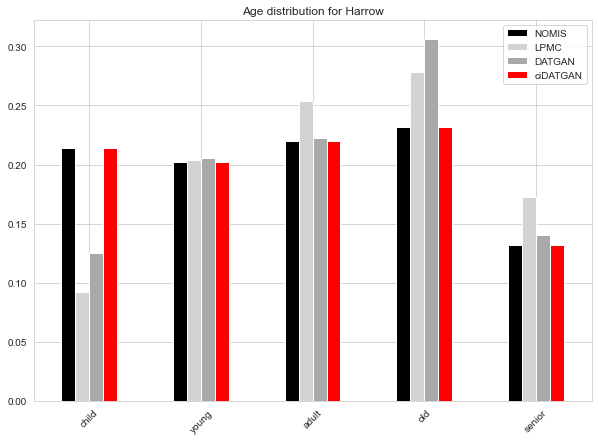 Age distribution for Harrow
NOMIS
LPMC
DATGAN
ciDATGAN
0.30
0.25
0.20
0.15
0.10
0.05
0.00
child
young
adult
old
senior